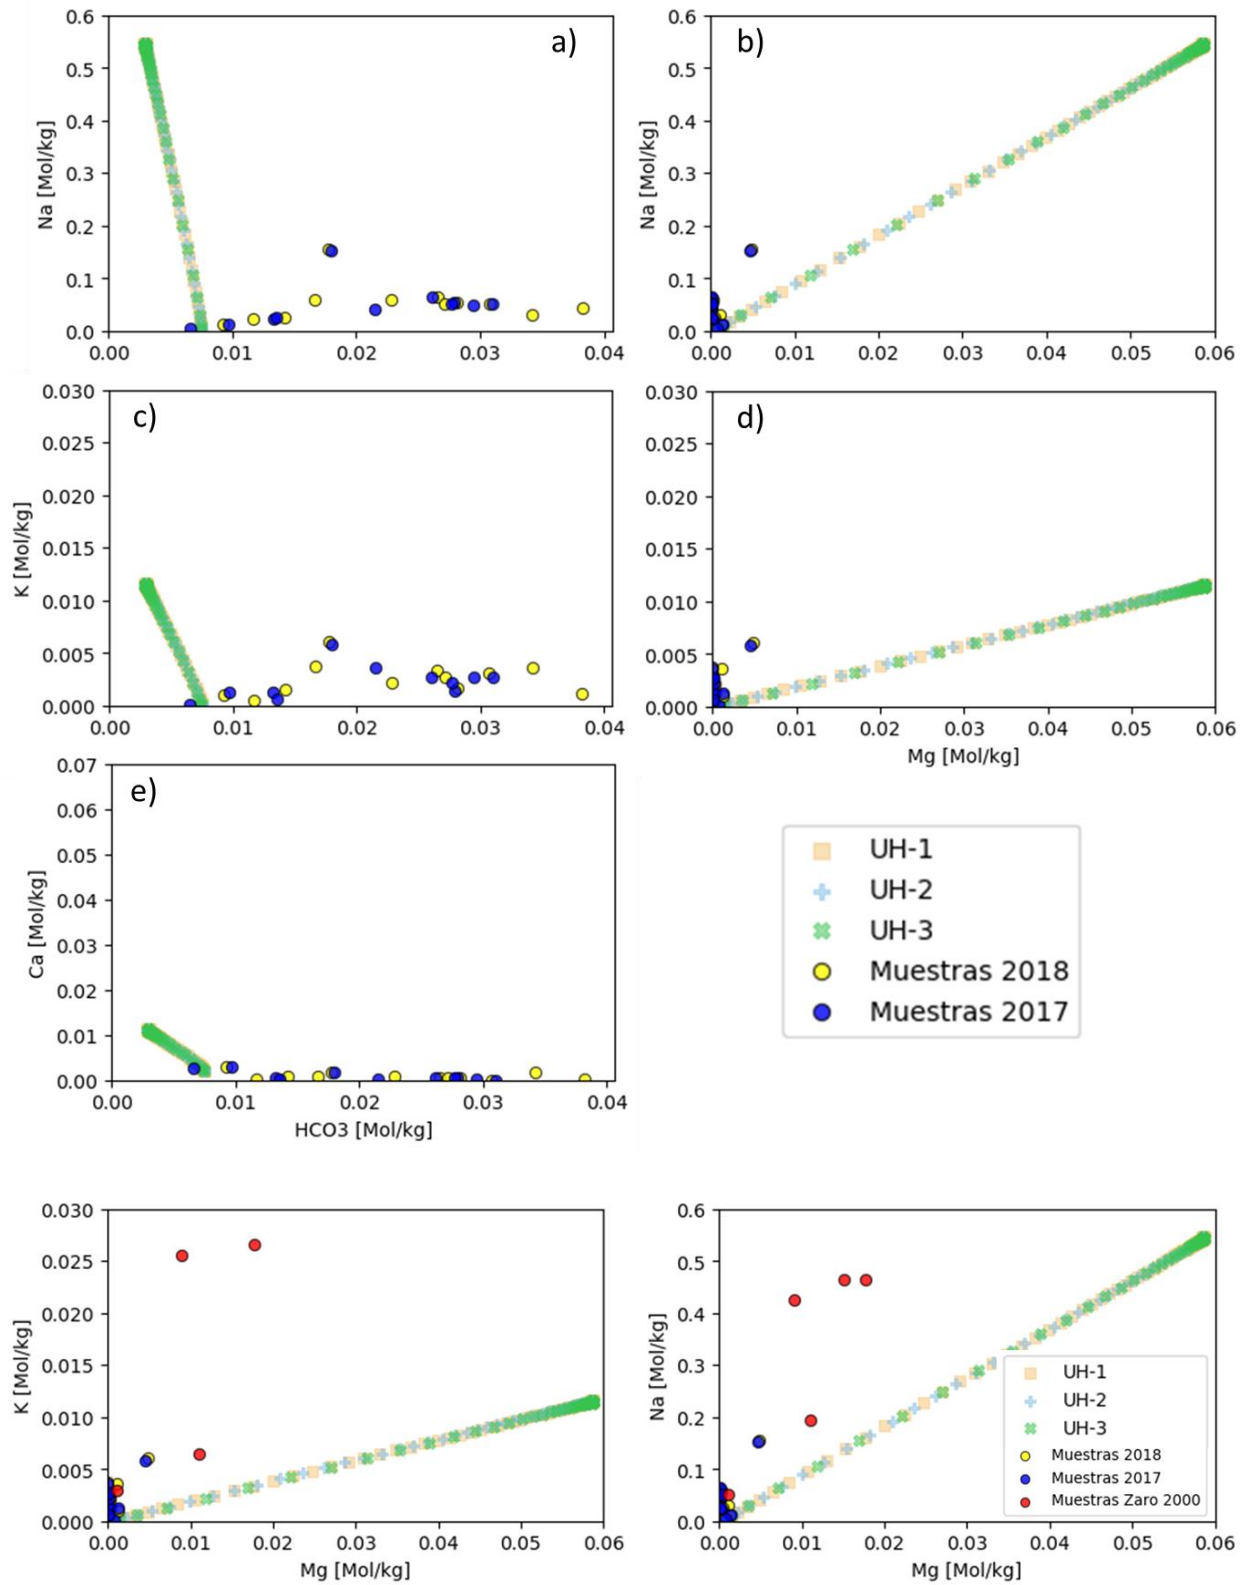 a)
0.6
0.5
0.4
0.3
0.2
0.1
0.0
Na [Mol/kg]
0.00 0.01 0.02 0.03 0.04
b)
0.6
0.5
0.4
0.3
0.2
0.1
0.0
Na [Mol/kg]
0.00 0.01 0.02 0.03 0.04 0.05 0.06
c)
0.030
0.025
0.020
0.015
0.010
0.005
0.000
K [Mol/kg]
0.00 0.01 0.02 0.03 0.04
d)
0.030
0.025
0.020
0.015
0.010
0.005
0.000
0.00 0.01 0.02 0.03 0.04 0.05 0.06
Mg [Mol/kg]
e)
0.07
0.06
0.05
0.04
0.03
0.02
0.01
0.00
Ca [Mol/kg]
0.00 0.01 0.02 0.03 0.04
HCO3 [Mol/kg]
UH-1
UH-2
UH-3
Muestras 2018
Muestras 2017
0.030
0.025
0.020
0.015
0.010
0.005
0.000
K [Mol/kg]
0.00 0.01 0.02 0.03 0.04 0.05 0.06
Mg [Mol/kg]
0.6
0.5
0.4
0.3
0.2
0.1
0.0
Na [Mol/kg]
0.00 0.01 0.02 0.03 0.04 0.05 0.06
Mg [Mol/kg]
UH-1
UH-2
UH-3
Muestras 2018
Muestras 2017
Muestras Zaro 2000